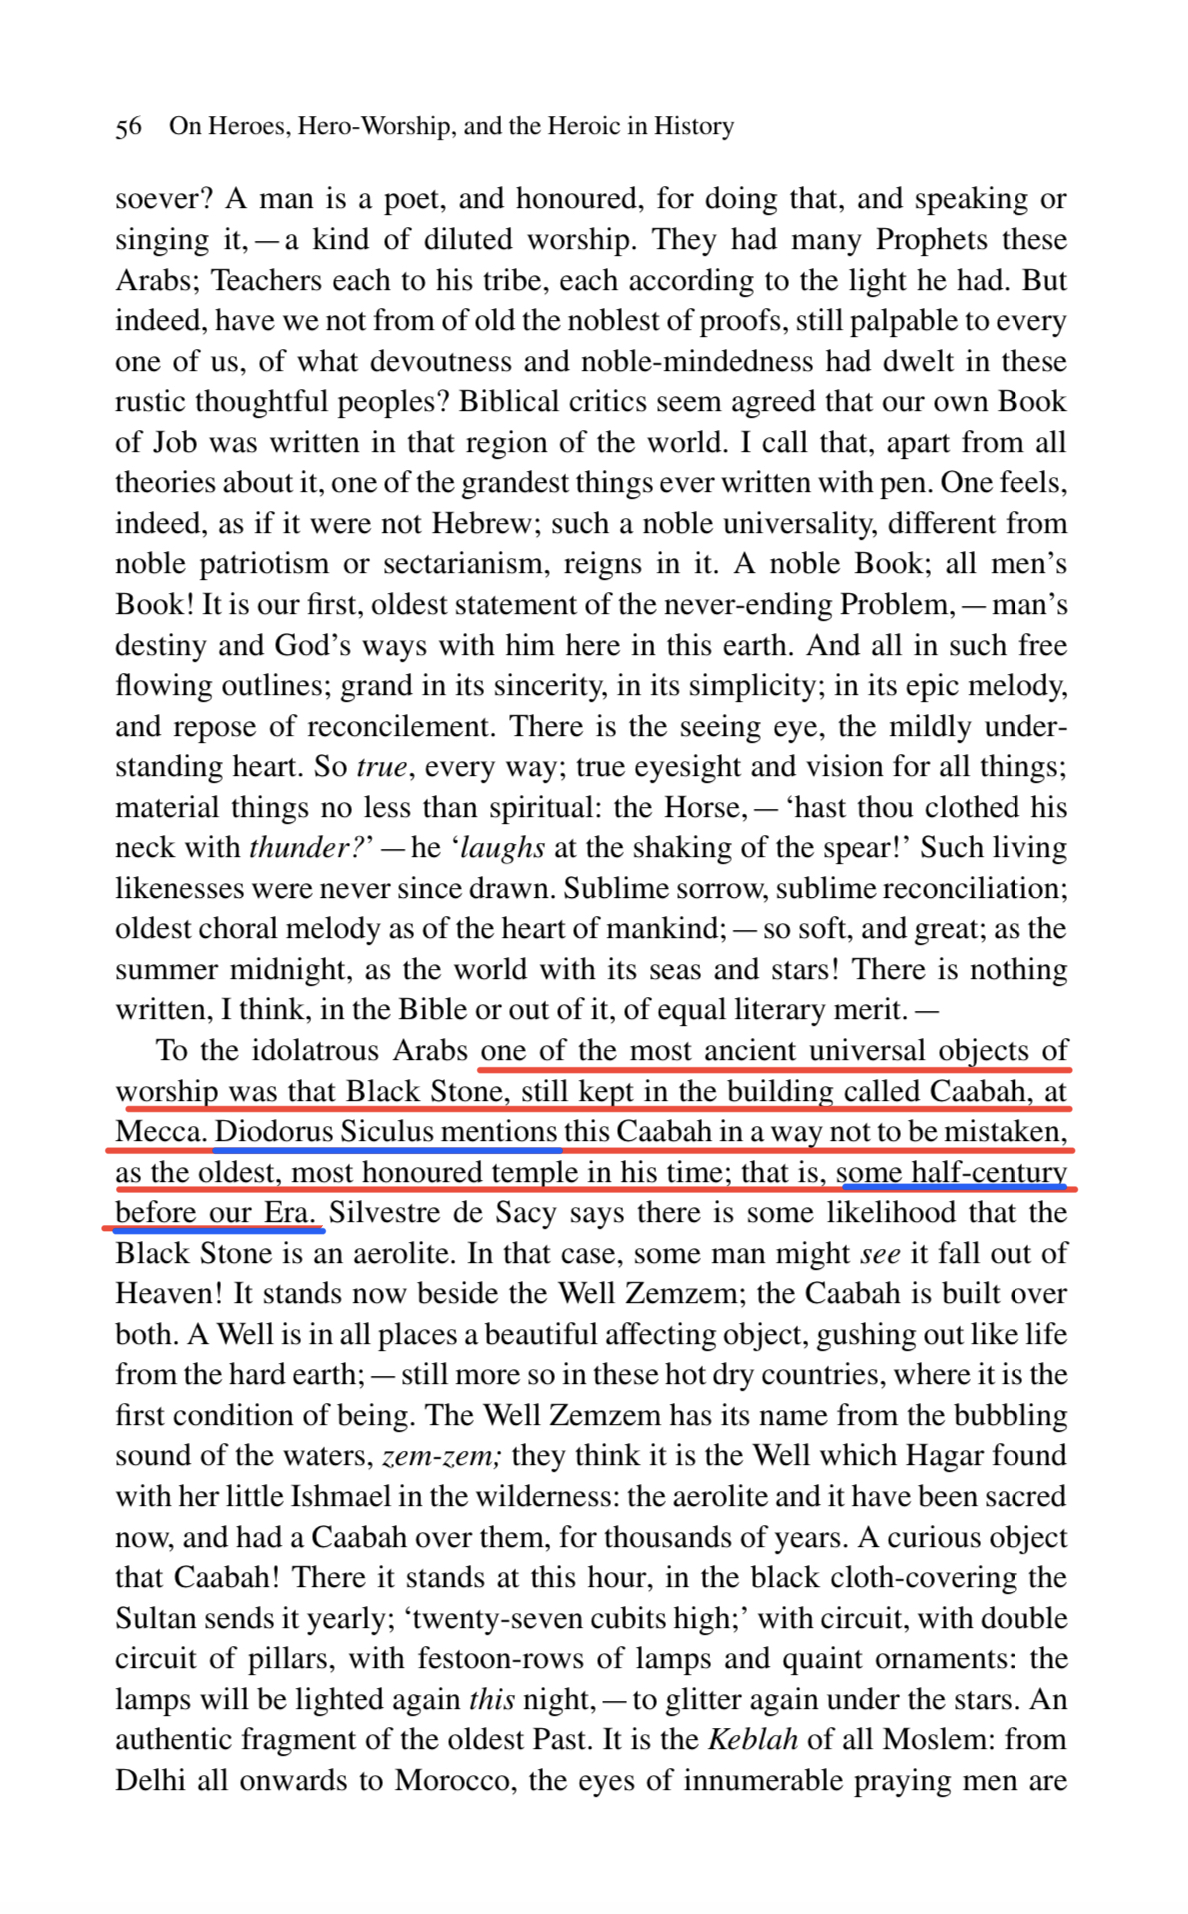 56 On Heroes, Hero-Worship, and the Heroic in History
soever? A man is a poet, and honoured, for doing that, and speaking or
singing it, — a kind of diluted worship. They had many Prophets these
Arabs; Teachers each to his tribe, each according to the light he had. But
indeed, have we not from of old the noblest of proofs, still palpable to every
one of us, of what devoutness and noble-mindedness had dwelt in these
rustic thoughtful peoples? Biblical critics seem agreed that our own Book
of Job was written in that region of the world. I call that, apart from all
theories about it, one of the grandest things ever written with pen. One feels,
indeed, as if it were not Hebrew; such a noble universality, different from
noble patriotism or sectarianism, reigns in it. A noble Book; all men’s
Book! It is our first, oldest statement of the never-ending Problem, — man’s
destiny and God’s ways with him here in this earth. And all in such free
flowing outlines; grand in its sincerity, in its simplicity; in its epic melody,
and repose of reconcilement. There is the seeing eye, the mildly under-
standing heart. So true, every way; true eyesight and vision for all things;
material things no less than spiritual: the Horse, — ‘hast thou clothed his
neck with thunder?’ — he ‘laughs at the shaking of the spear!’ Such living
likenesses were never since drawn. Sublime sorrow, sublime reconciliation;
oldest choral melody as of the heart of mankind; — so soft, and great; as the
summer midnight, as the world with its seas and stars! There is nothing
written, I think, in the Bible or out of it, of equal literary merit. —
To the idolatrous Arabs one of the most ancient universal objects of
worship was that Black Stone, still kept in the building called Caabah, at
Mecca. Diodorus Siculus mentions this Caabah in a way not to be mistaken,
as the oldest, most honoured temple in his time; that is, some half-century
before our Era. Silvestre de Sacy says there is some likelihood that the
Black Stone is an aerolite. In that case, some man might see it fall out of
Heaven! It stands now beside the Well Zemzem; the Caabah is built over
both. A Well is in all places a beautiful affecting object, gushing out like life
from the hard earth; — still more so in these hot dry countries, where it is the
first condition of being. The Well Zemzem has its name from the bubbling
sound of the waters, zem-zem; they think it is the Well which Hagar found
with her little Ishmael in the wilderness: the aerolite and it have been sacred
now, and had a Caabah over them, for thousands of years. A curious object
that Caabah! There it stands at this hour, in the black cloth-covering the
Sultan sends it yearly; ‘twenty-seven cubits high;’ with circuit, with double
circuit of pillars, with festoon-rows of lamps and quaint ornaments: the
lamps will be lighted again this night, — to glitter again under the stars. An
authentic fragment of the oldest Past. It is the Keblah of all Moslem: from
Delhi all onwards to Morocco, the eyes of innumerable praying men are